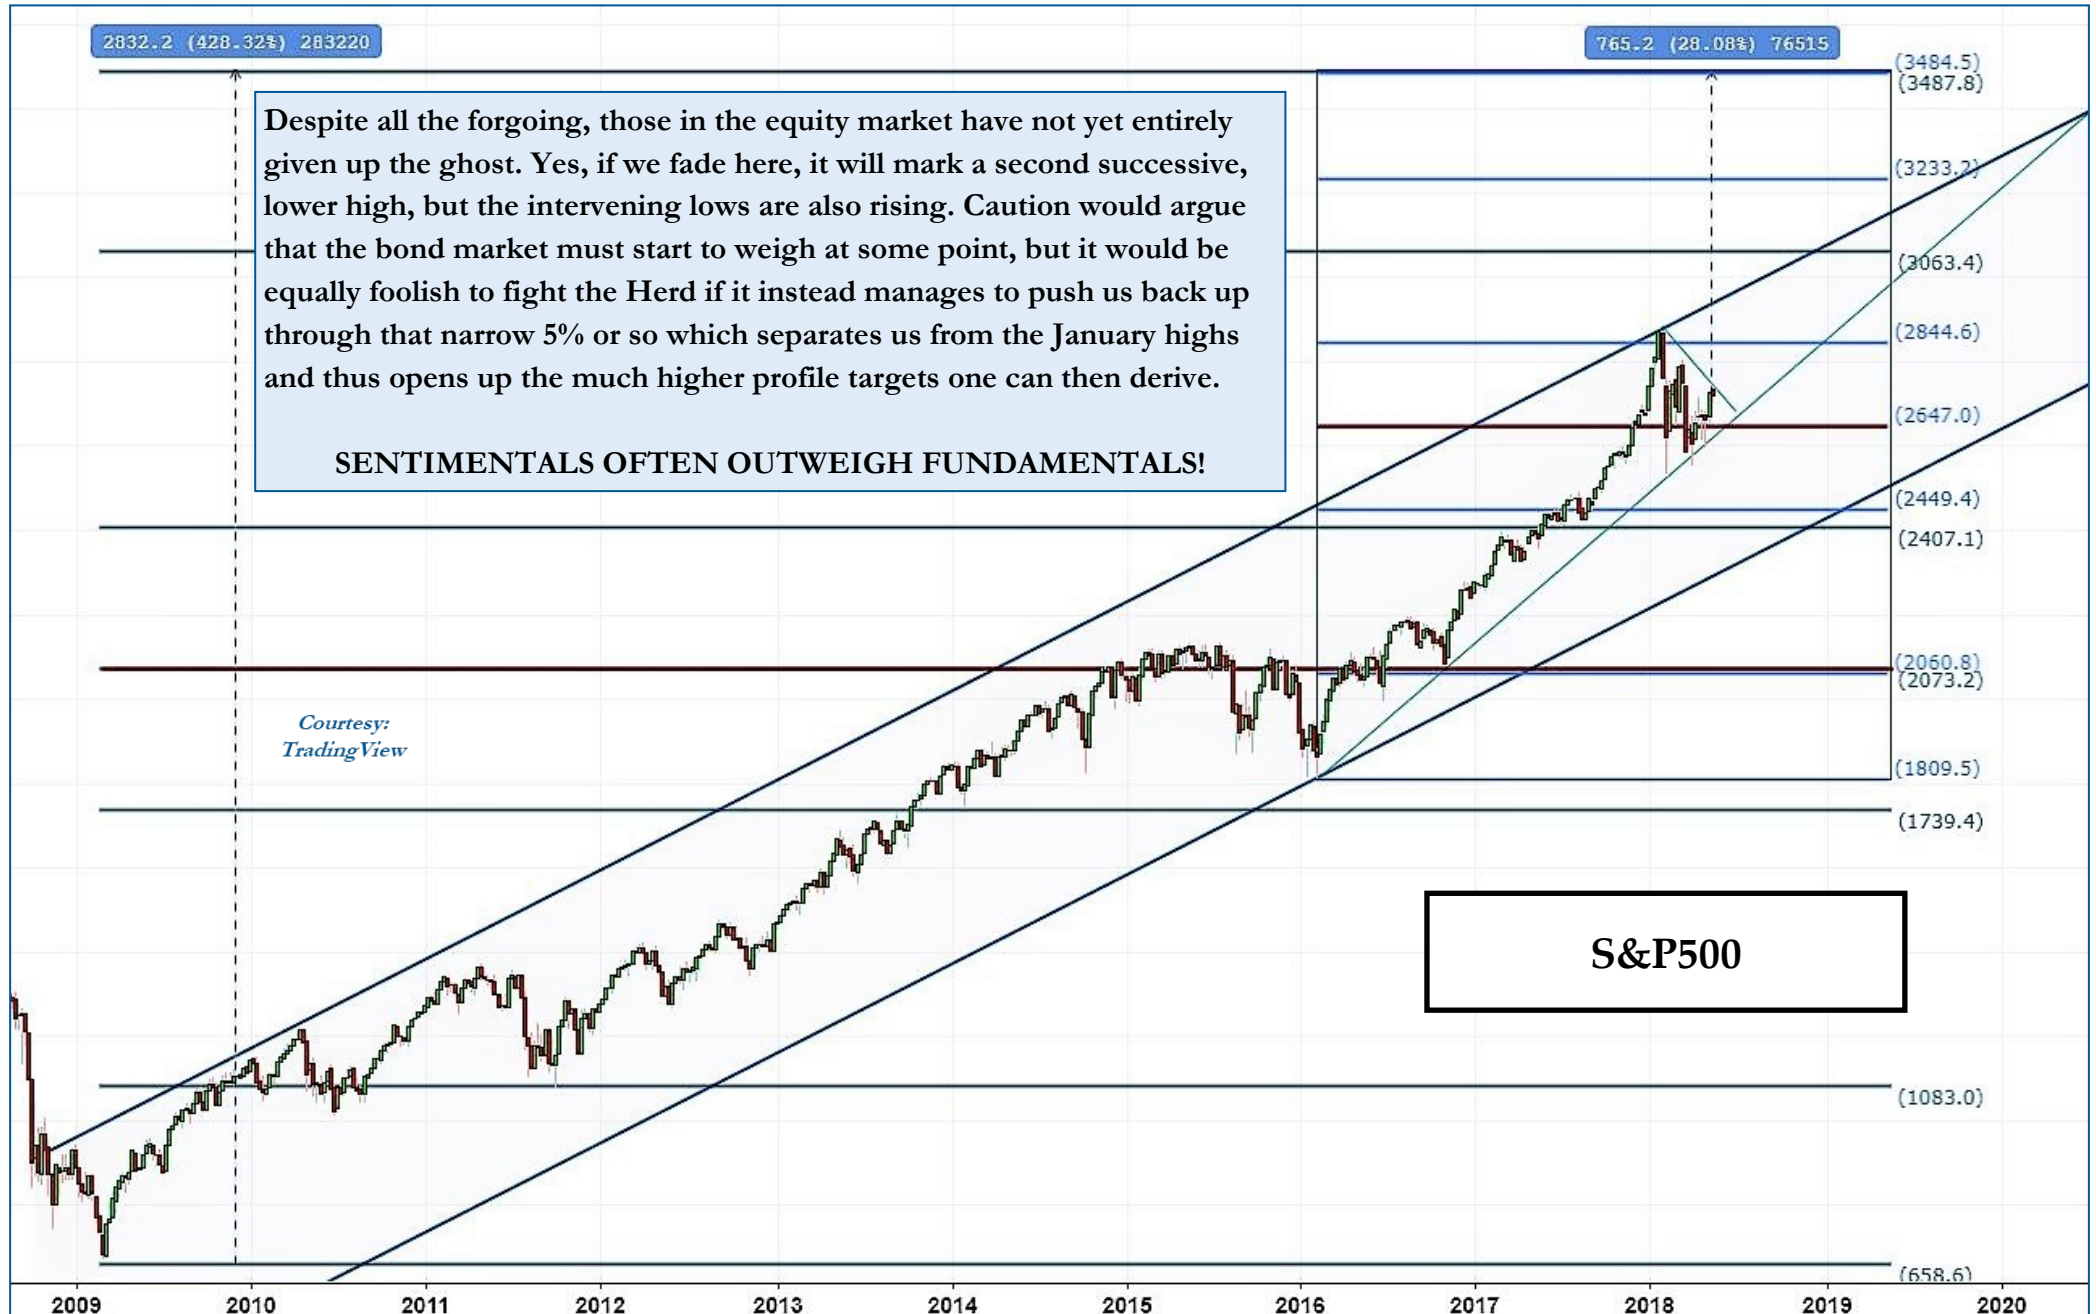 2832.2 (428.32%) 283220
765.2 (28.08%) 76515
(3484.5)
(3487.8)
Despite all the forgoing, those in the equity market have not yet entirely
given up the ghost. Yes, if we fade here, it will mark a second successive,
lower high, but the intervening lows are also rising. Caution would argue
that the bond market must start to weigh at some point, but it would be
equally foolish to fight the Herd if it instead manages to push us back up
through that narrow 5% or so which separates us from the January highs
and thus opens up the much higher profile targets one can then derive.
SENTIMENTALS OFTEN OUTWEIGH FUNDAMENTALS!
(3233.2)
(3063.4)
(2844.6)
(2647.0)
(2449.4)
(2407.1)
(2060.8)
(2073.2)
Courtesy:
TradingView
(1809.5)
(1739.4)
S&P500
(1083.0)
(658.6)
2009 2010 2011 2012 2013 2014 2015 2016 2017 2018 2019 2020